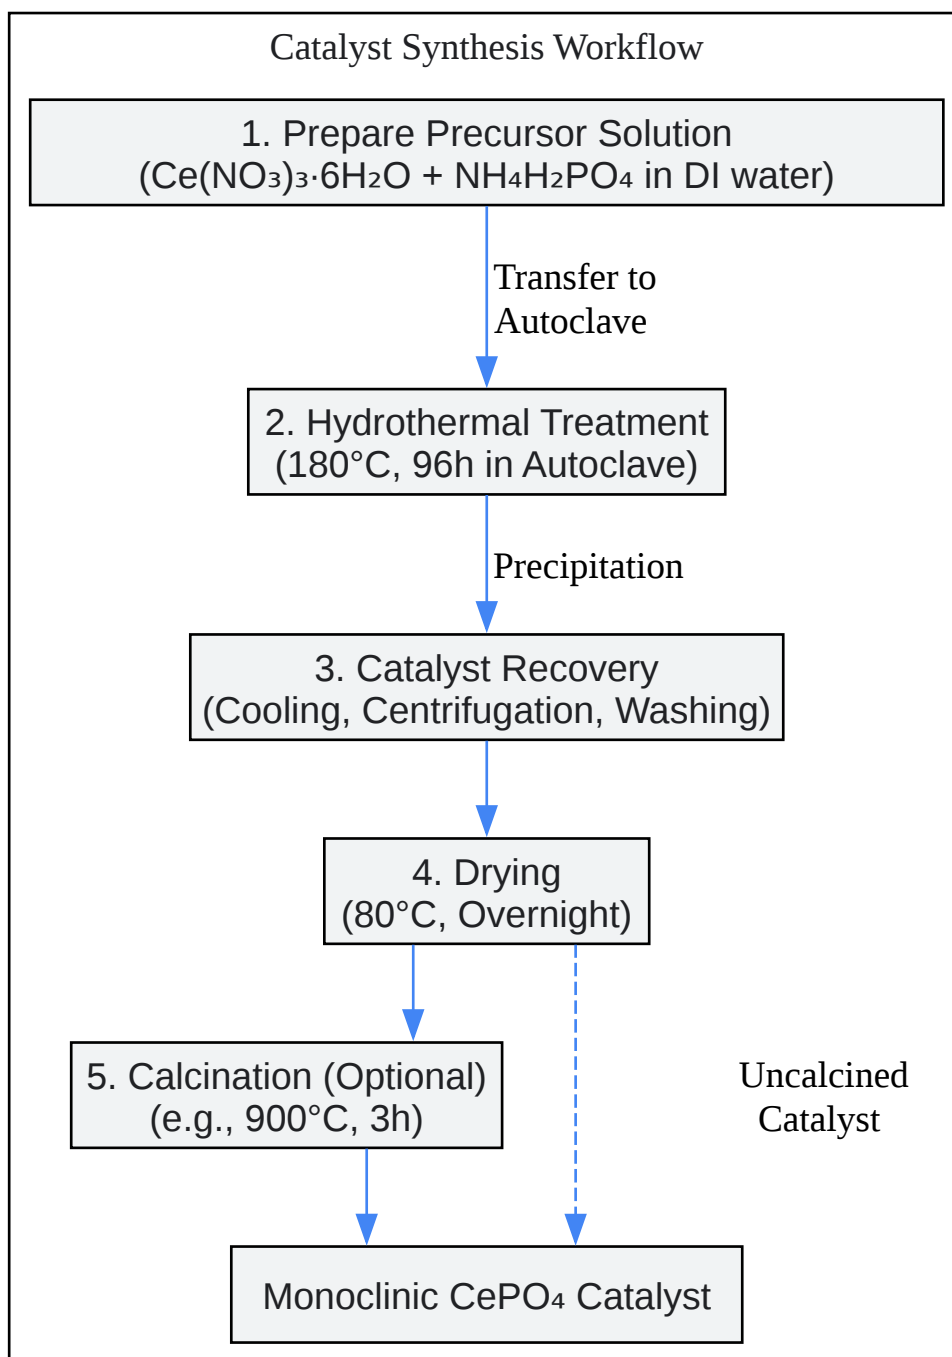 Catalyst Synthesis Workflow
1. Prepare Precursor Solution
(Ce(NO₃)₃·6H₂O + NH₄H₂PO₄ in DI water)
Transfer to
Autoclave
2. Hydrothermal Treatment
(180°C, 96h in Autoclave)
Precipitation
3. Catalyst Recovery
(Cooling, Centrifugation, Washing)
4. Drying
(80°C, Overnight)
5. Calcination (Optional)
(e.g., 900°C, 3h)
Uncalcined
Catalyst
Monoclinic CePO₄ Catalyst